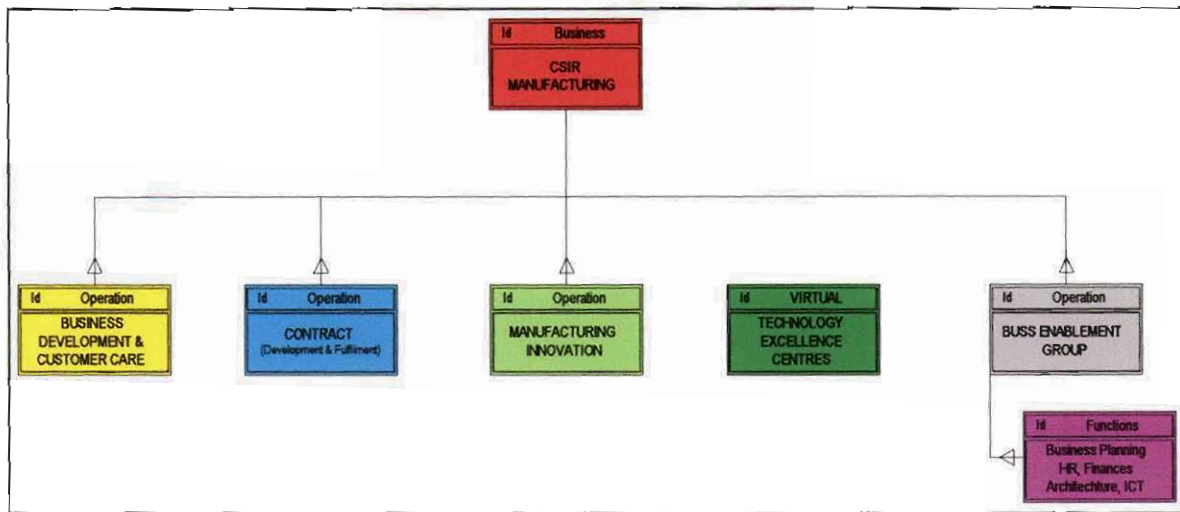 Id Business
CSIR
MANUFACTURING
Id Operation
BUSINESS
DEVELOPMENT &
CUSTOMER CARE
Id Operation
CONTRACT
(Development & Fulfilment)
Id Operation
MANUFACTURING
INNOVATION
Id VIRTUAL
TECHNOLOGY
EXCELLENCE
CENTRES
Id Operation
BUSS ENABLEMENT
GROUP
Id Functions
Business Planning
HR, Finances
Architechture, ICT